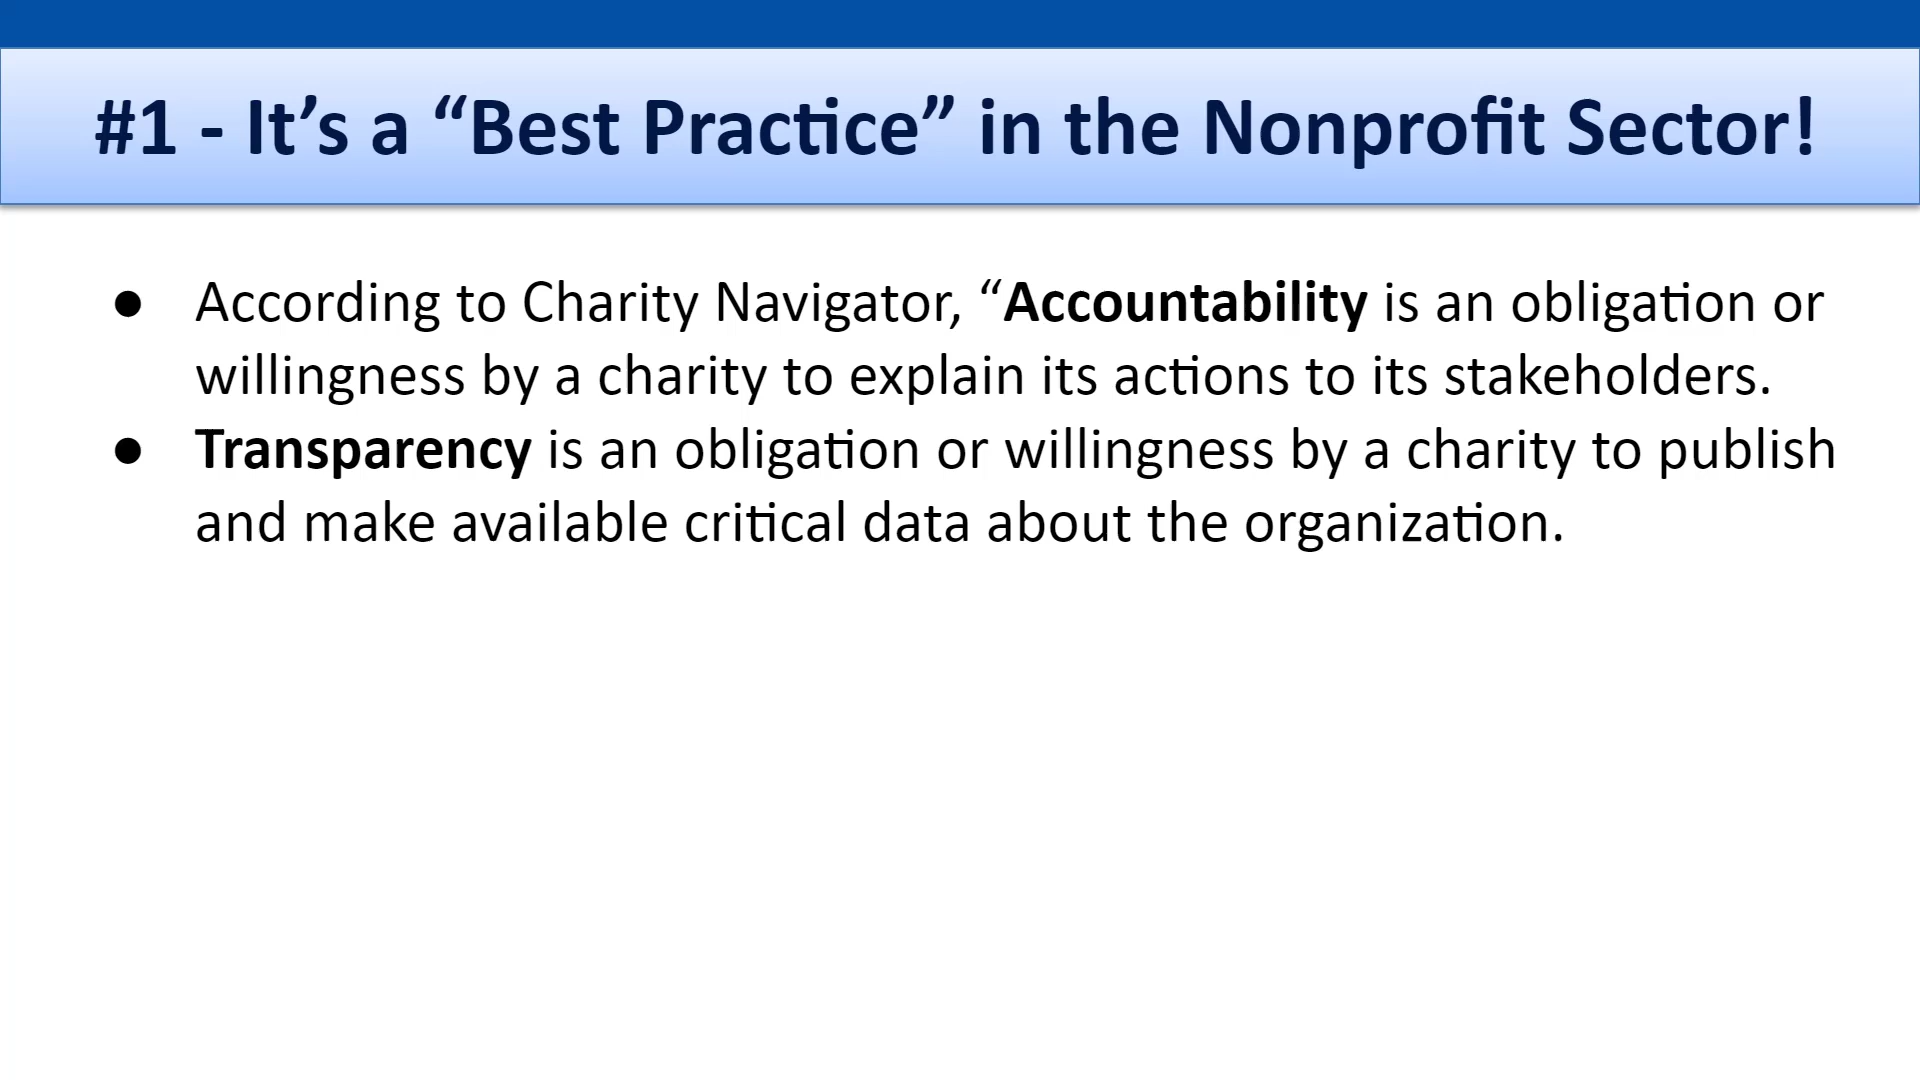 #1 - It’s a “Best Practice” in the Nonprofit Sector!
● According to Charity Navigator, “Accountability is an obligation or
willingness by a charity to explain its actions to its stakeholders.
● Transparency is an obligation or willingness by a charity to publish
and make available critical data about the organization.